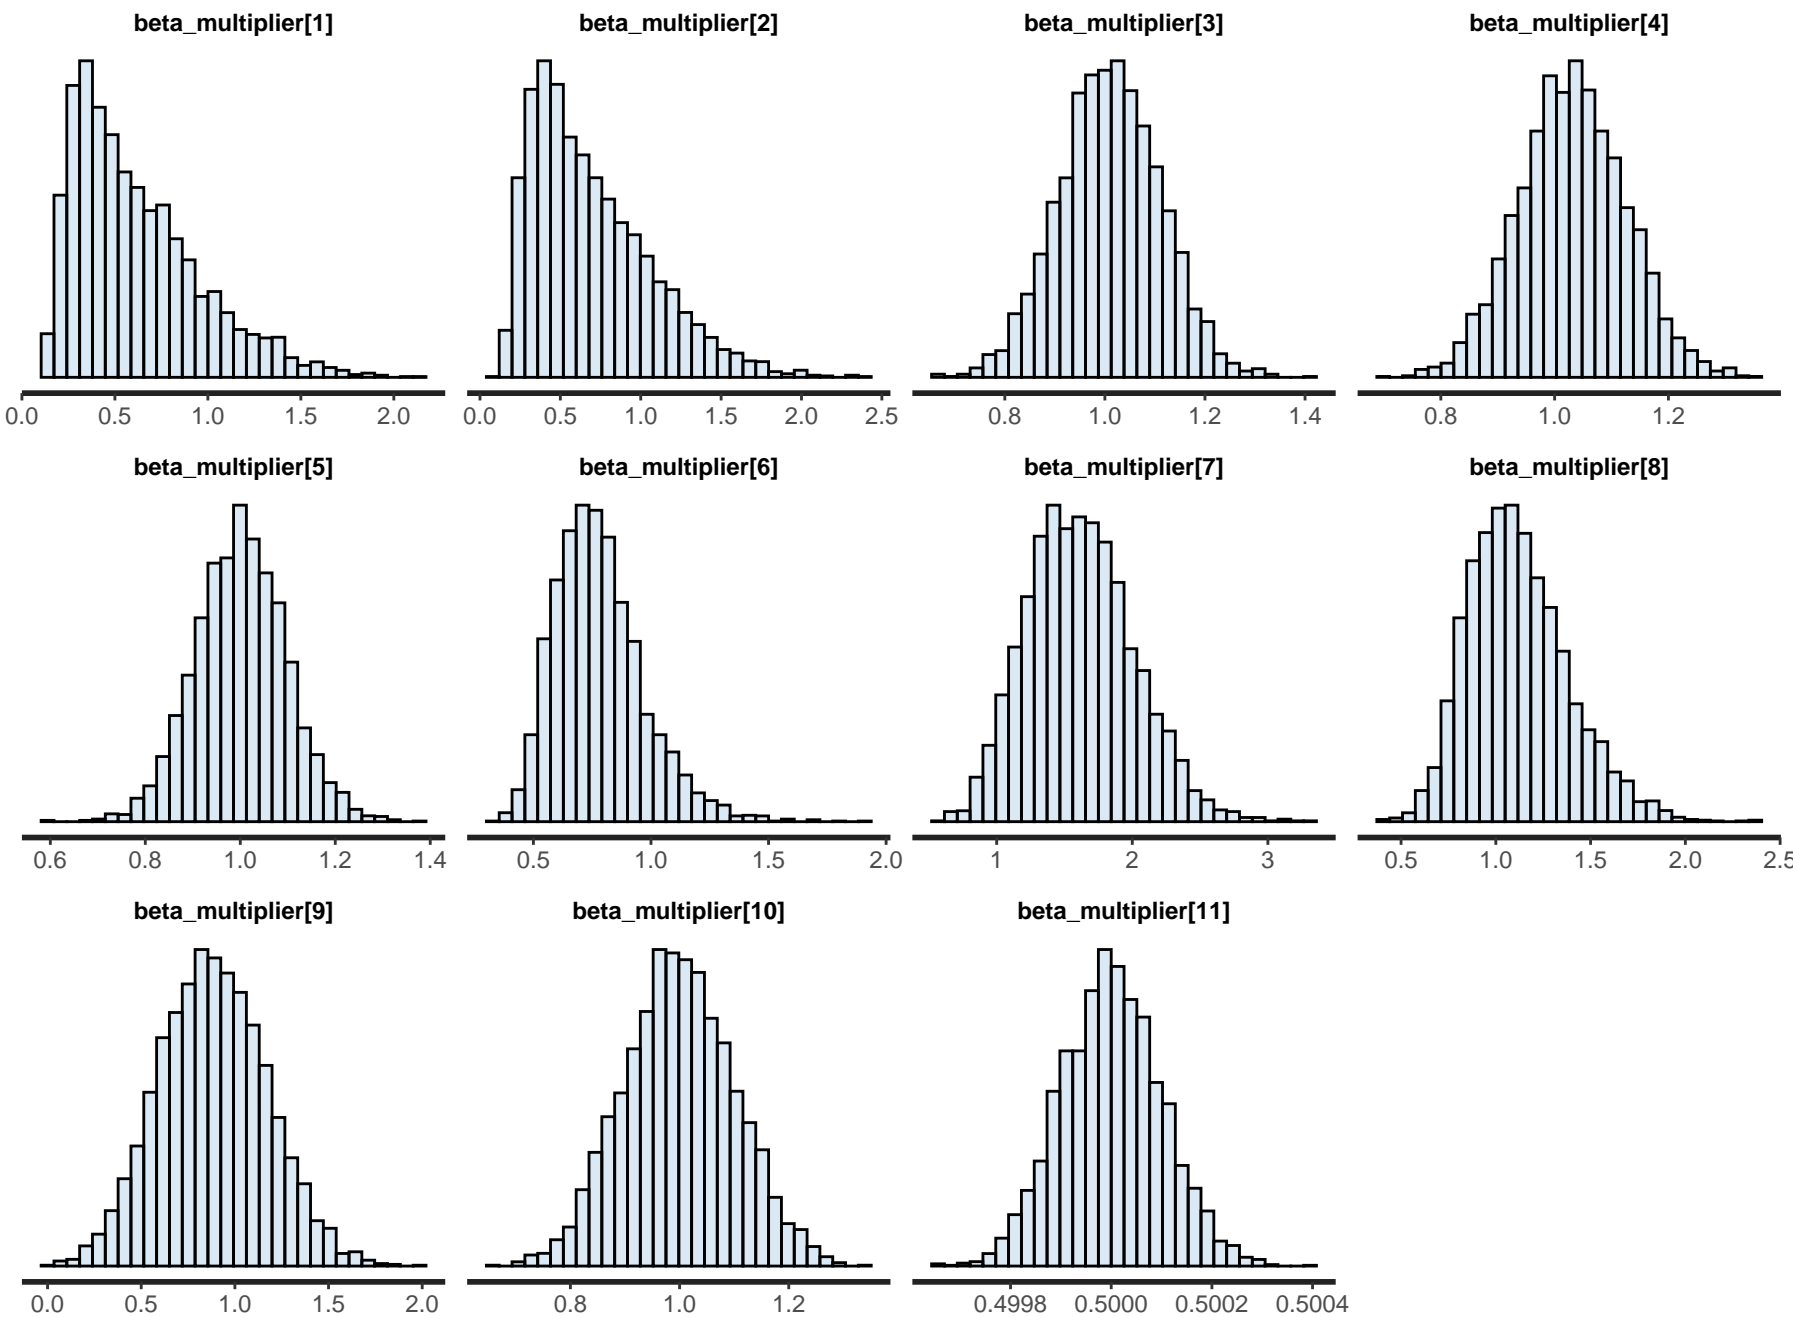 beta_multiplier[1] beta_multiplier[2] beta_multiplier[3] beta_multiplier[4]
0.0 0.5 1.0 1.5 2.0 0.0 0.5 1.0 1.5 2.0 2.5 0.8 1.0 1.2 1.4 0.8 1.0 1.2
beta_multiplier[5] beta_multiplier[6] beta_multiplier[7] beta_multiplier[8]
0.6 0.8 1.0 1.2 1.4 0.5 1.0 1.5 2.0 1 2 3 0.5 1.0 1.5 2.0 2.5
beta_multiplier[9] beta_multiplier[10] beta_multiplier[11]
0.0 0.5 1.0 1.5 2.0 0.8 1.0 1.2 0.4998 0.5000 0.5002 0.5004